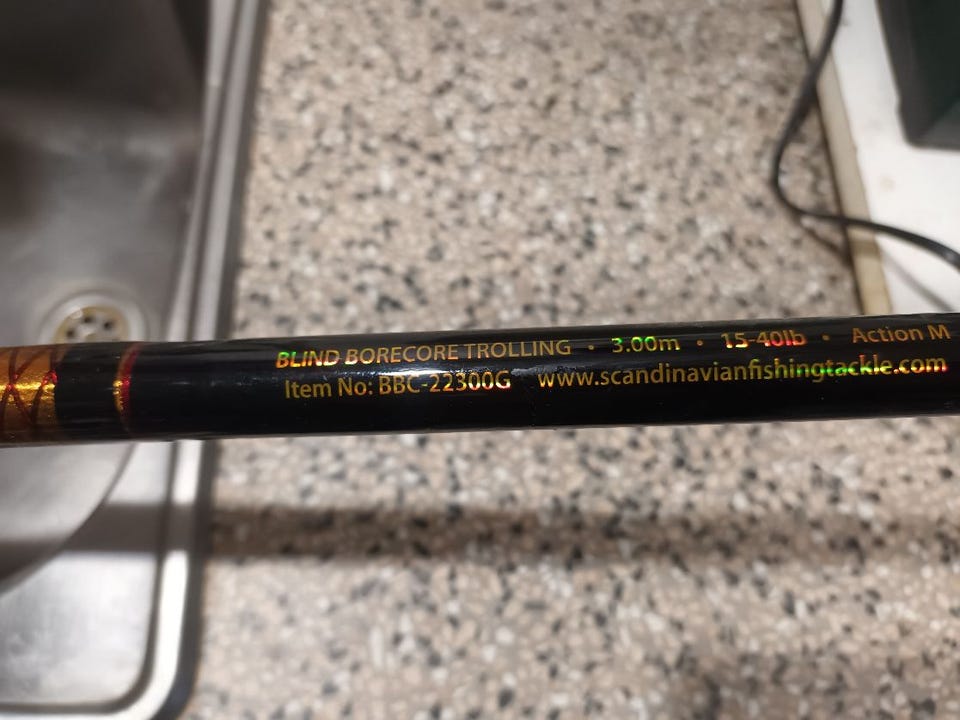 BLIND BORECORE TROLLING • 3.00m • 15-40lb • Action M
Item No: BBC-22300G www.scandinavianfishingtackle.com